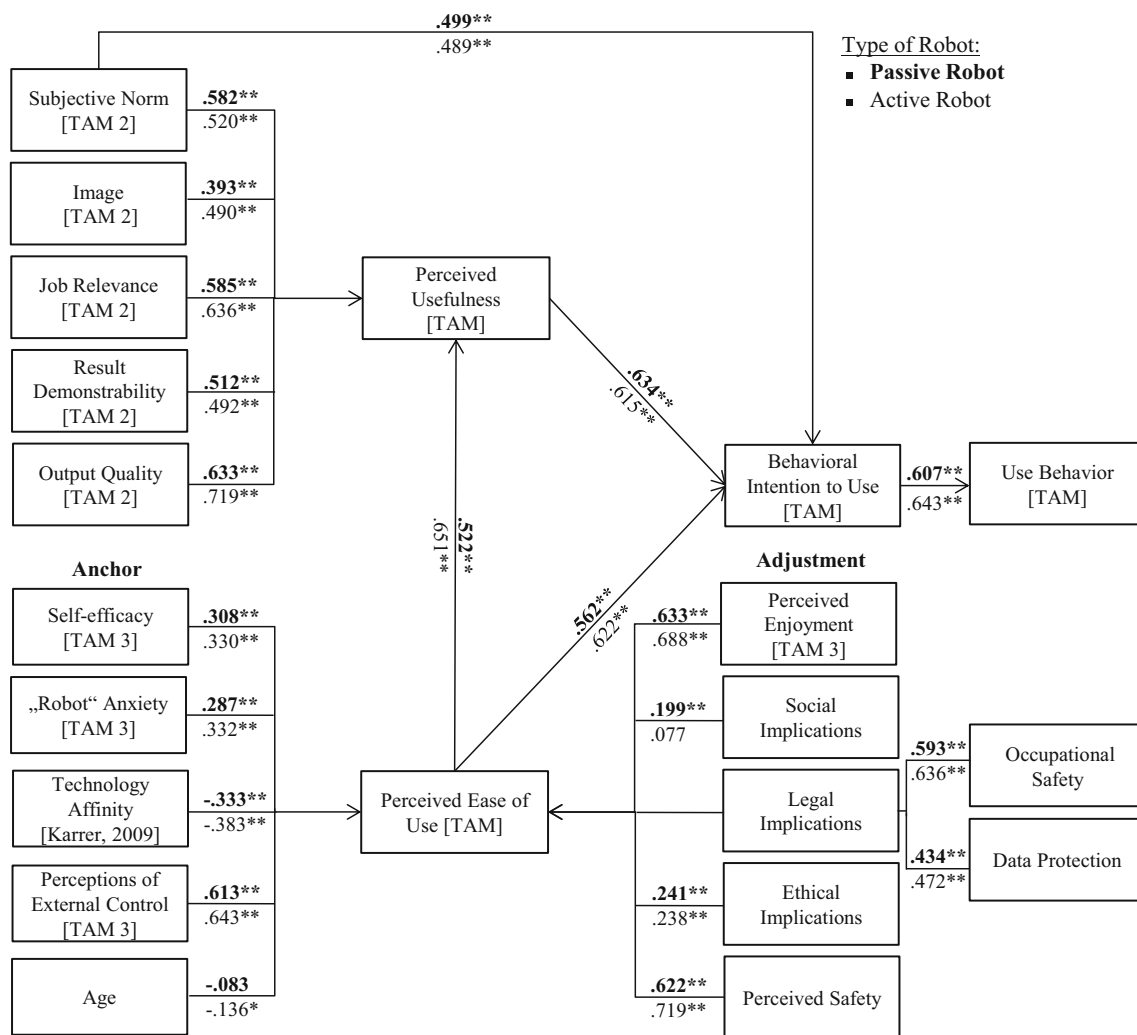 .499**
.489**
Type of Robot:
▪ Passive Robot
▪ Active Robot
Subjective Norm
[TAM 2]
.582**
.520**
Image
[TAM 2]
.393**
.490**
Job Relevance
[TAM 2]
.585**
.636**
Result
Demonstrability
[TAM 2]
.512**
.492**
Output Quality
[TAM 2]
.633**
.719**
Perceived
Usefulness
[TAM]
.634**
.615**
.522**
.651**
.562**
.622**
Behavioral
Intention to Use
[TAM]
.607**
.643**
Use Behavior
[TAM]
Anchor
Self-efficacy
[TAM 3]
.308**
.330**
„Robot“ Anxiety
[TAM 3]
.287**
.332**
Technology
Affinity
[Karrer, 2009]
-.333**
-.383**
Perceptions of
External Control
[TAM 3]
.613**
.643**
Age
-.083
-.136*
Perceived Ease of
Use [TAM]
Adjustment
.633**
.688**
Perceived
Enjoyment
[TAM 3]
.199**
.077
Social
Implications
Legal
Implications
.593**
.636**
Occupational
Safety
.434**
.472**
Data Protection
.241**
.238**
Ethical
Implications
.622**
.719**
Perceived Safety